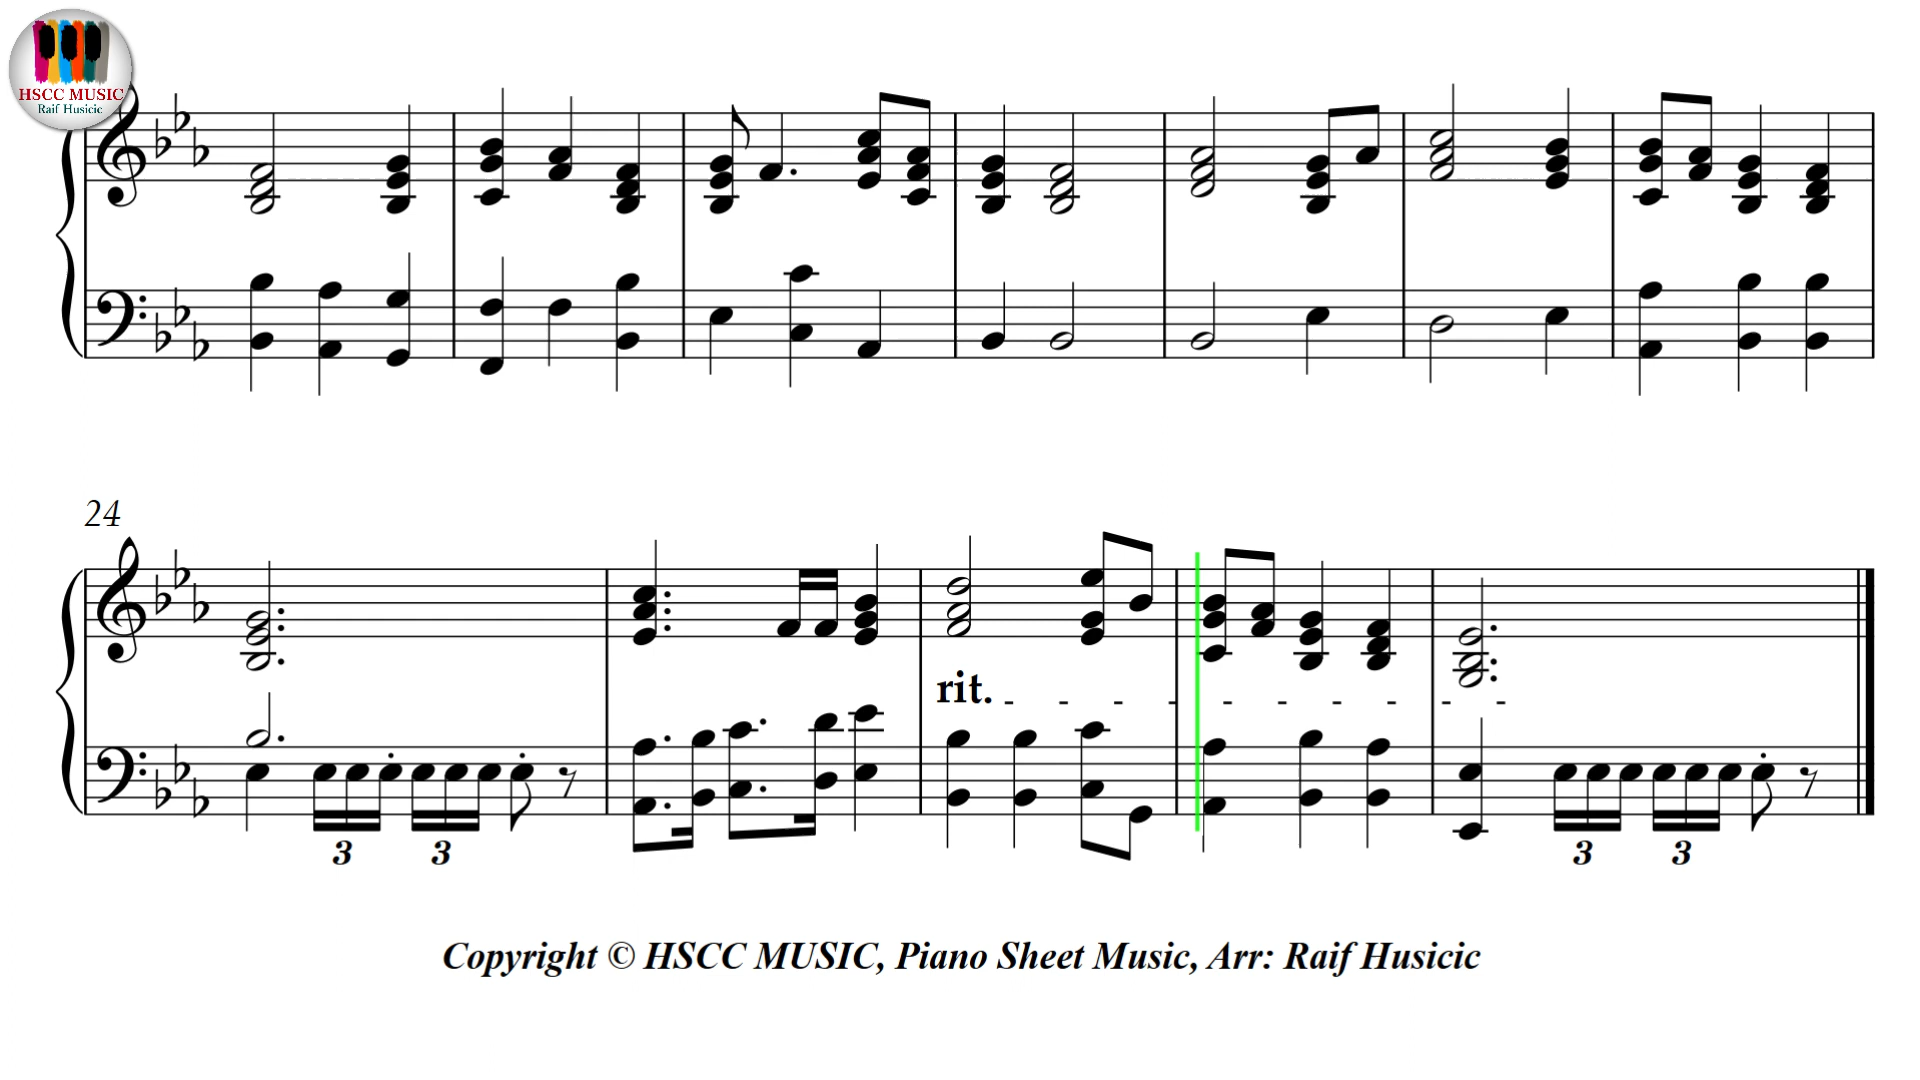 HSCC MUSIC
Raif Husicic
24
rit.
3 3 3 3
Copyright © HSCC MUSIC, Piano Sheet Music, Arr: Raif Husicic